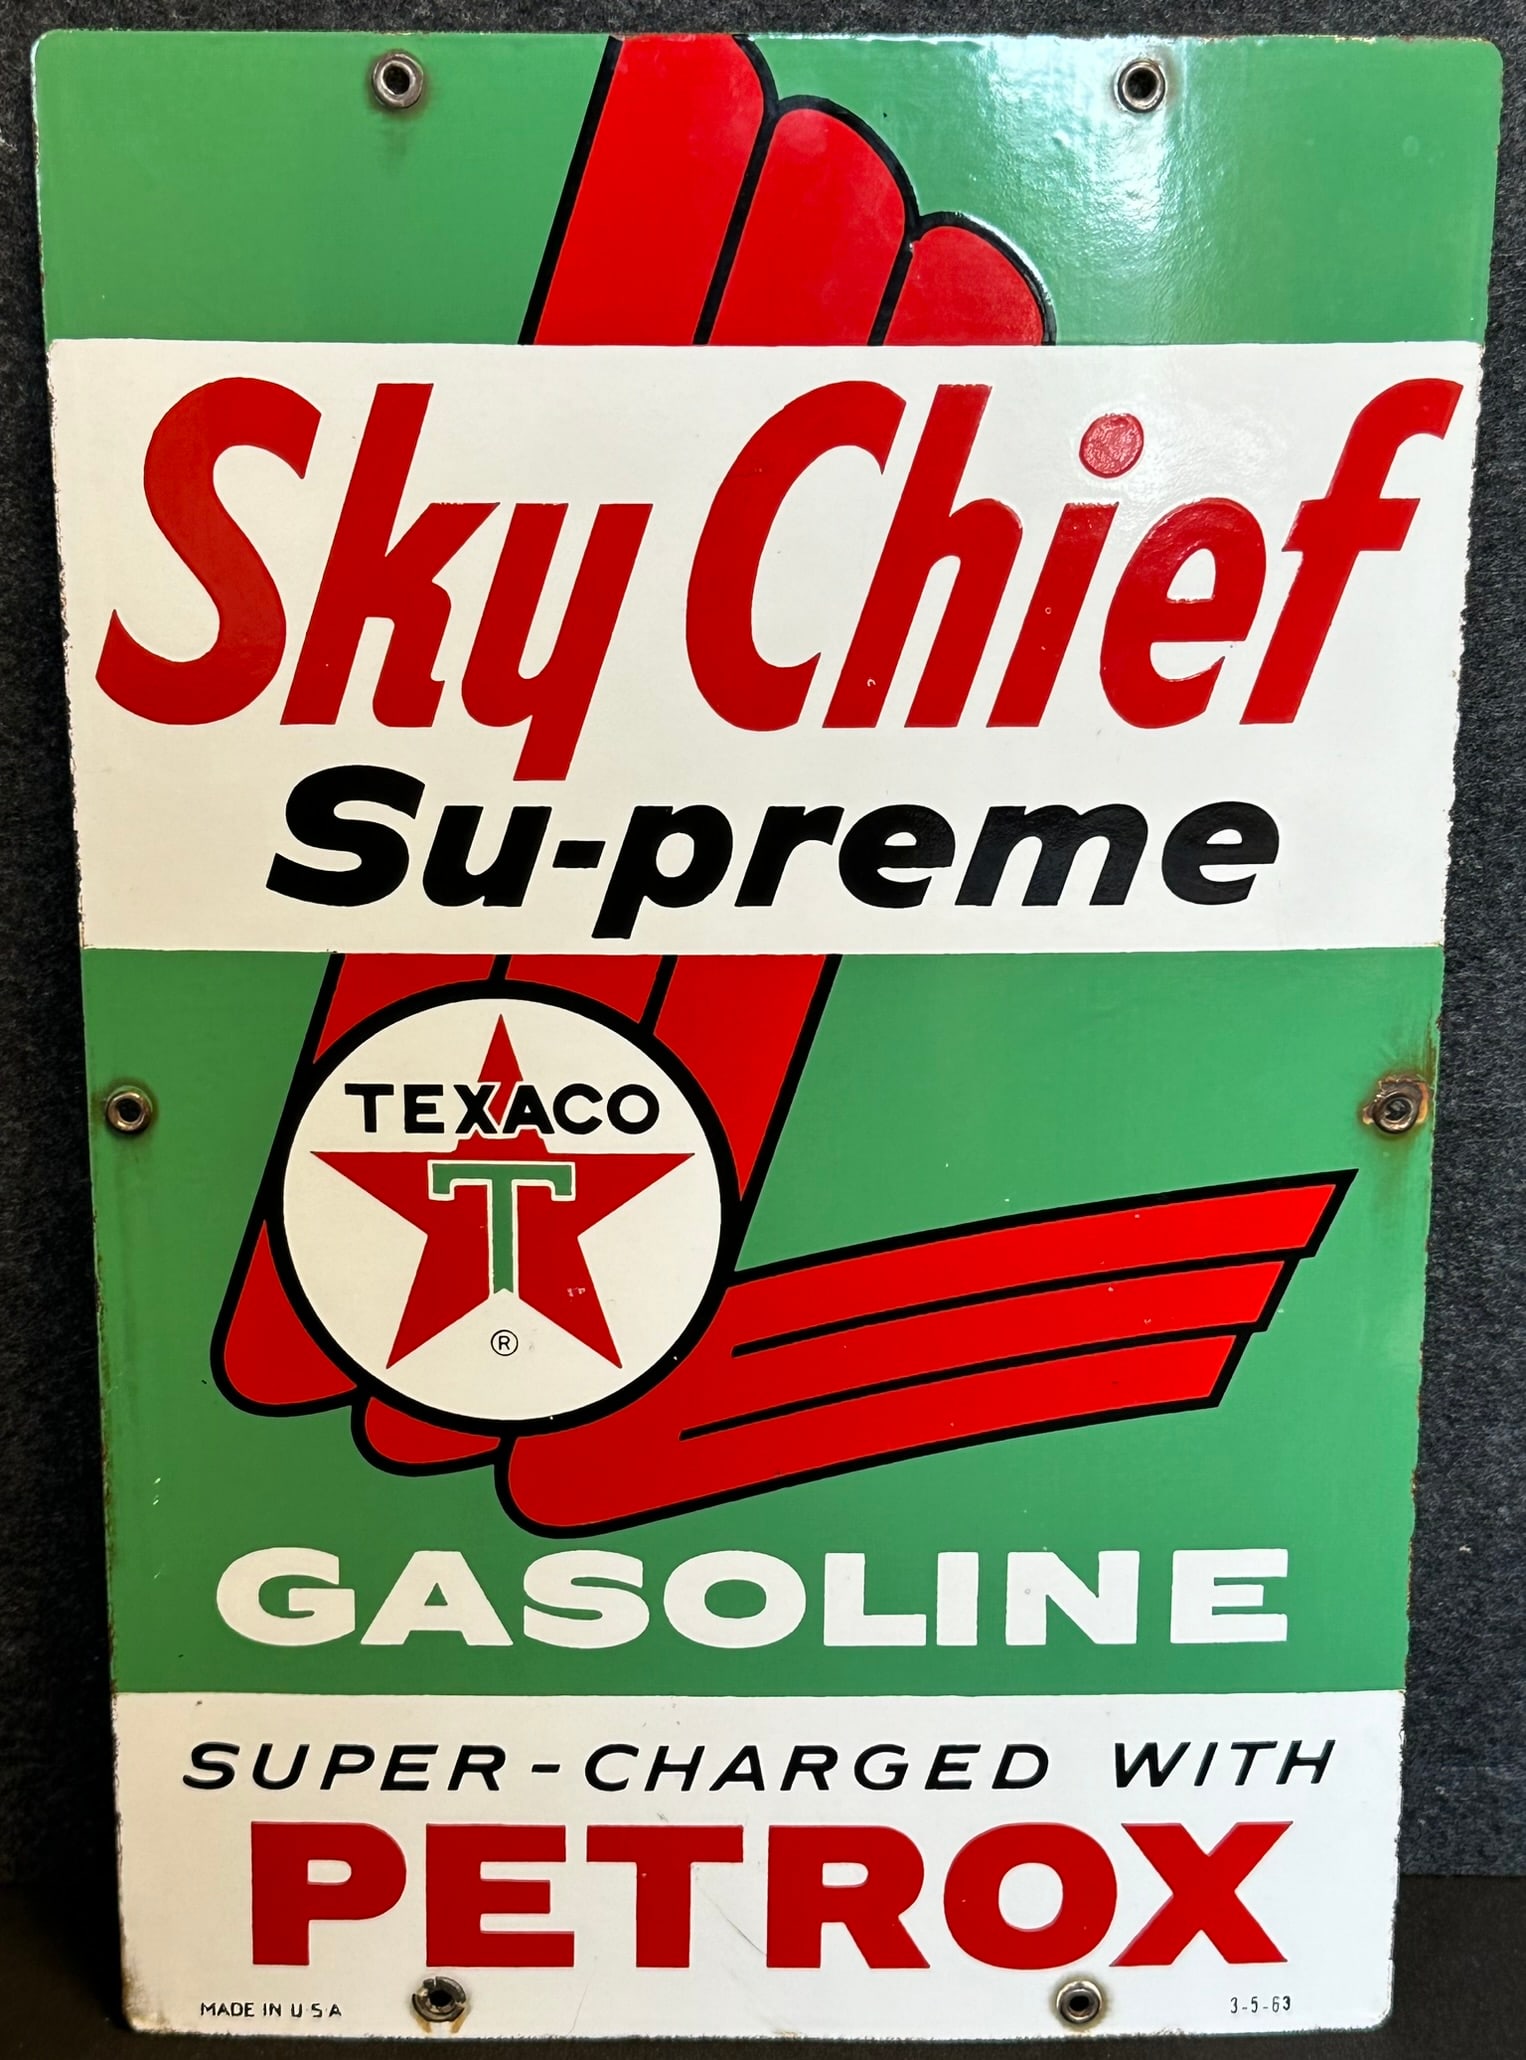 Sky Chief
Su-preme
TEXACO
T
®
GASOLINE
SUPER-CHARGED WITH
PETROX
MADE IN U.S.A 3-5-63